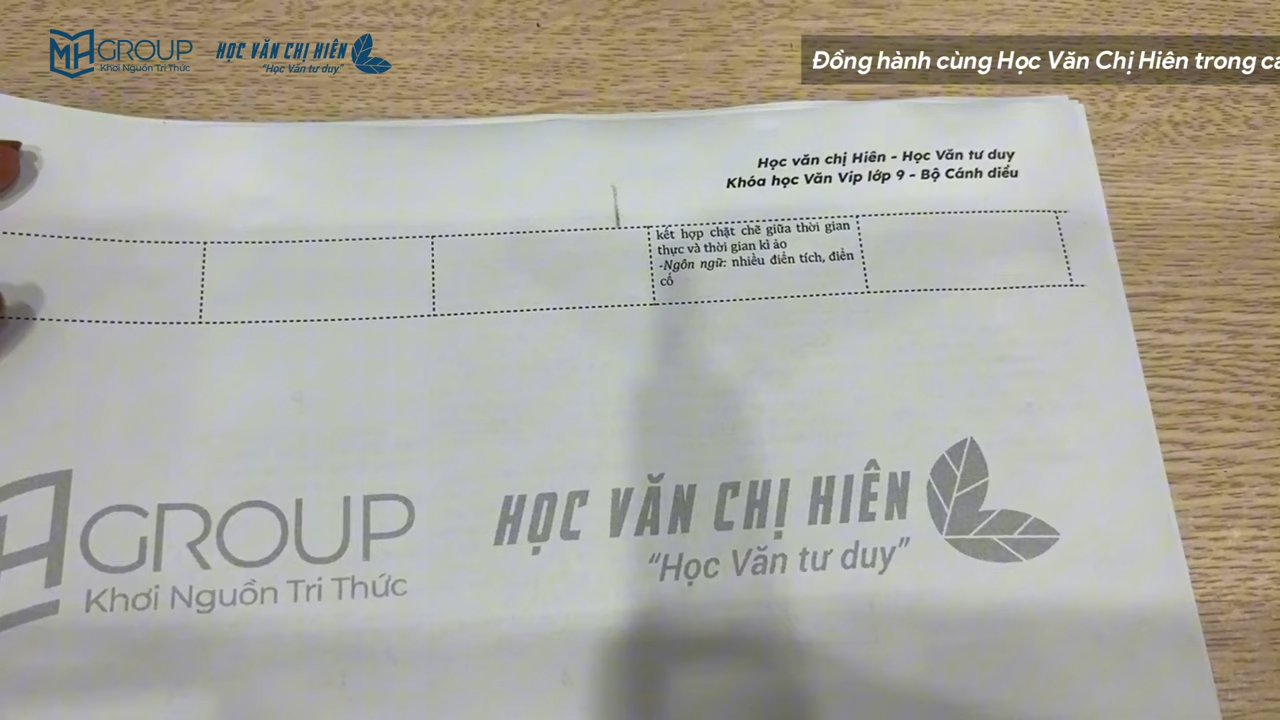 MH GROUP
Khơi Nguồn Tri Thức
HỌC VĂN CHỊ HIÊN
"Học Văn tư duy"
Đồng hành cùng Học Văn Chị Hiên trong
Học văn chị Hiên - Học Văn tư duy
Khóa học Văn Vip lớp 9 - Bộ Cánh diều
kết hợp chặt chẽ giữa thời gian
thực và thời gian kì ảo
-Ngôn ngữ: nhiều điển tích, điển
cố
GROUP
Khơi Nguồn Tri Thức
HỌC VĂN CHỊ HIÊN
"Học Văn tư duy"